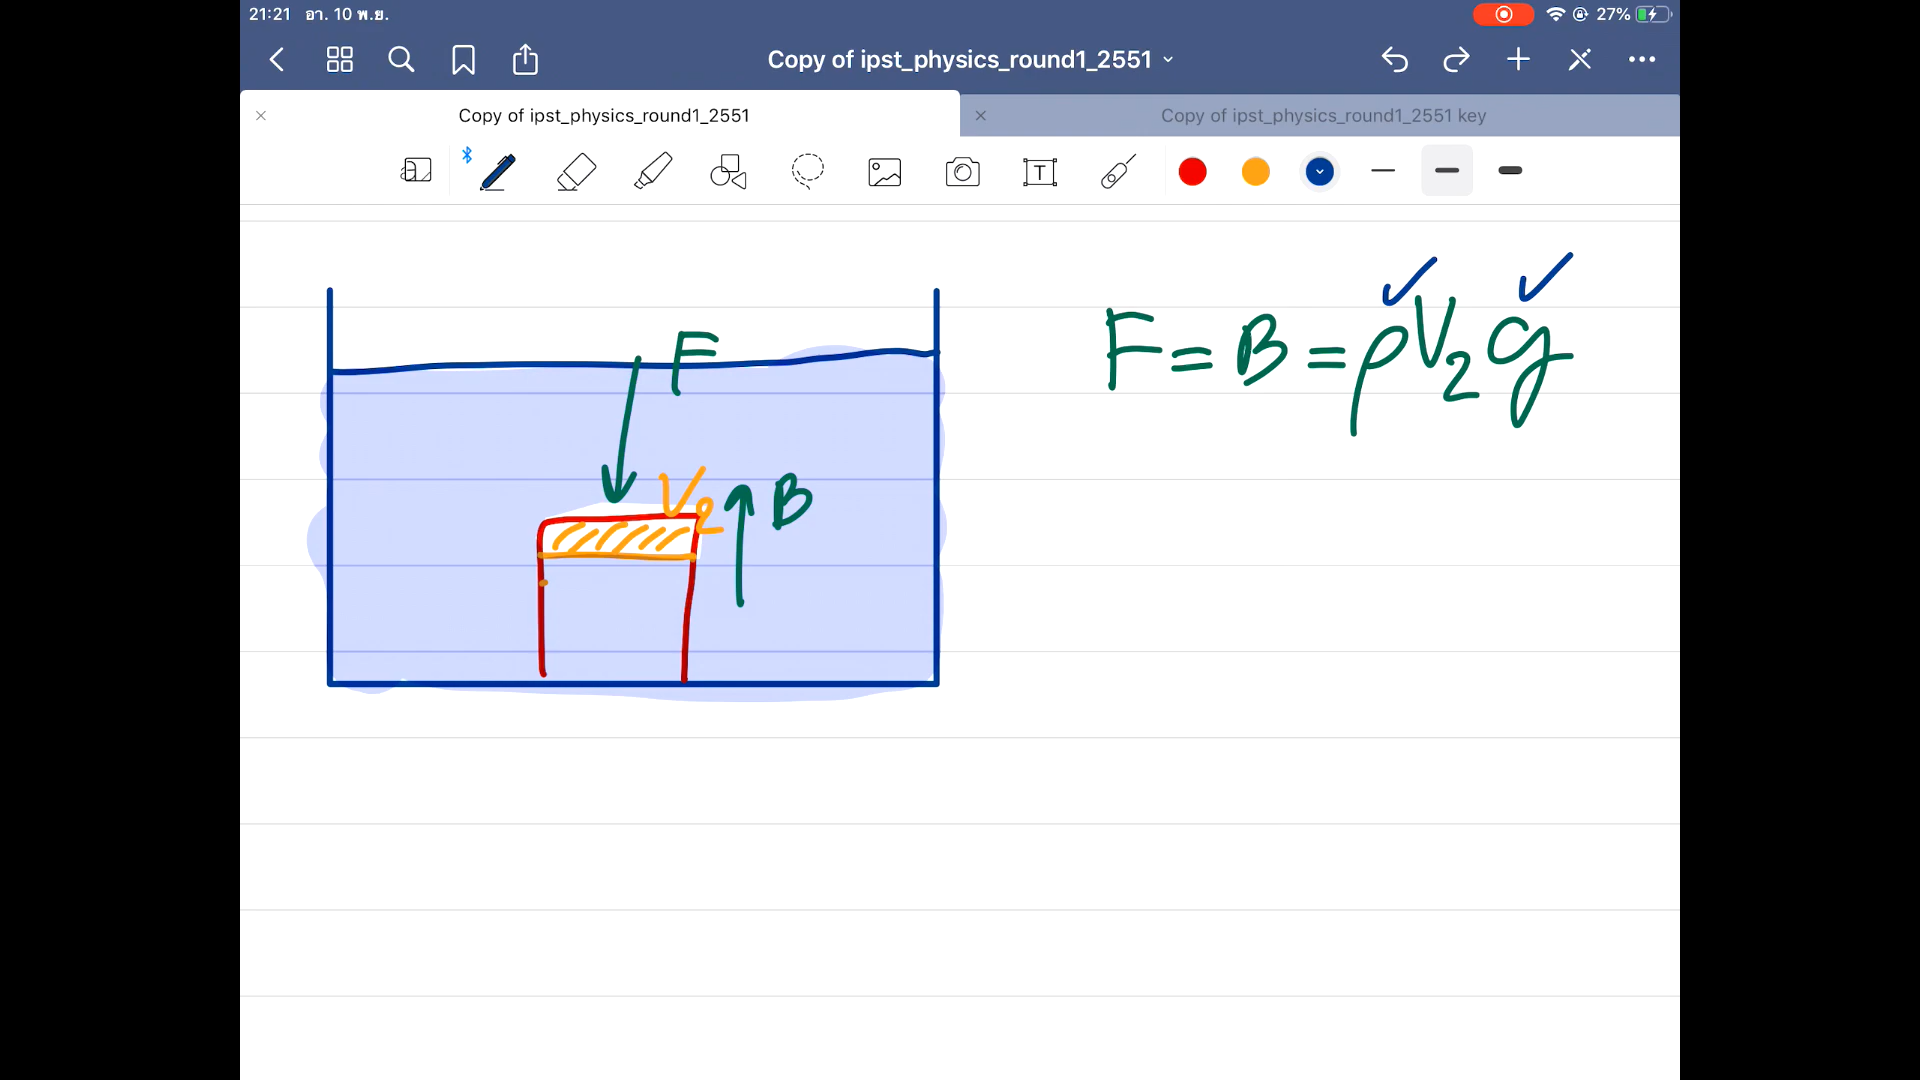 21:21 อา. 10 พ.ย.
27%
Copy of ipst_physics_round1_2551
Copy of ipst_physics_round1_2551
Copy of ipst_physics_round1_2551 key
a
T
F
V₂
B
F = B = ρV₂g